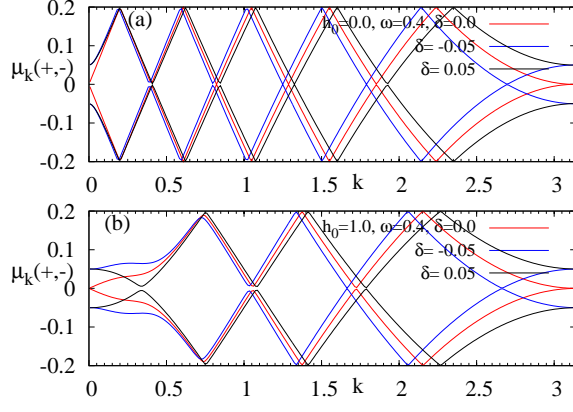 0.2
(a)
h₀=0.0, ω=0.4, δ=0.0
0.1
δ= -0.05
δ= 0.05
μₖ(+,-)
0
-0.1
-0.2
0 0.5 1 1.5 k 2 2.5 3
0.2
(b)
h₀=1.0, ω=0.4, δ=0.0
0.1
δ= -0.05
δ= 0.05
μₖ(+,-)
0
-0.1
-0.2
0 0.5 1 1.5 k 2 2.5 3